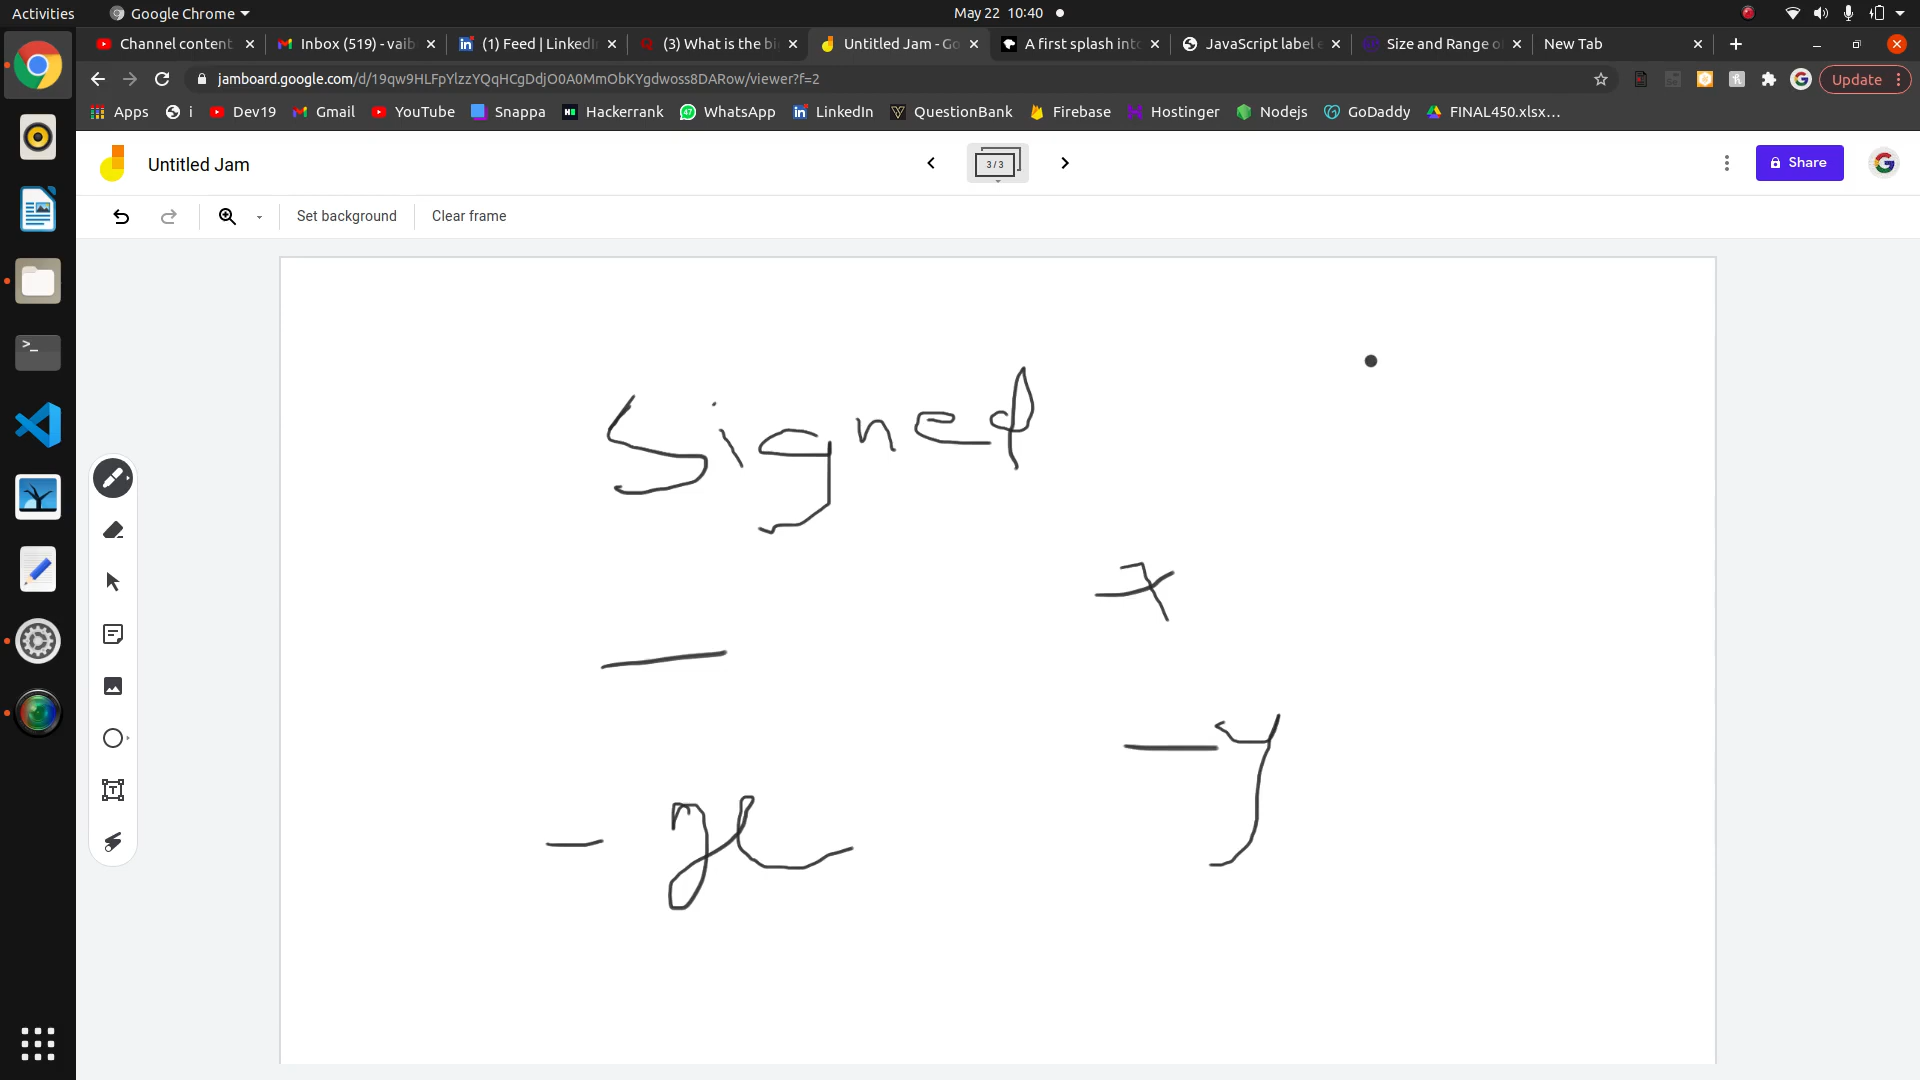 Activities Google Chrome May 22 10:40
Channel content Inbox (519) - vaib (1) Feed | LinkedIn (3) What is the bi Untitled Jam - Go A first splash into JavaScript label e Size and Range of New Tab
jamboard.google.com/d/19qw9HLFpYlzzYQqHCgDdjO0A0MmObKYgdwoss8DARow/viewer?f=2 Update
Apps i Dev19 Gmail YouTube Snappa Hackerrank WhatsApp LinkedIn QuestionBank Firebase Hostinger Nodejs GoDaddy FINAL450.xlsx...
Untitled Jam 3 / 3 Share
Set background Clear frame
Signed
- x
- y